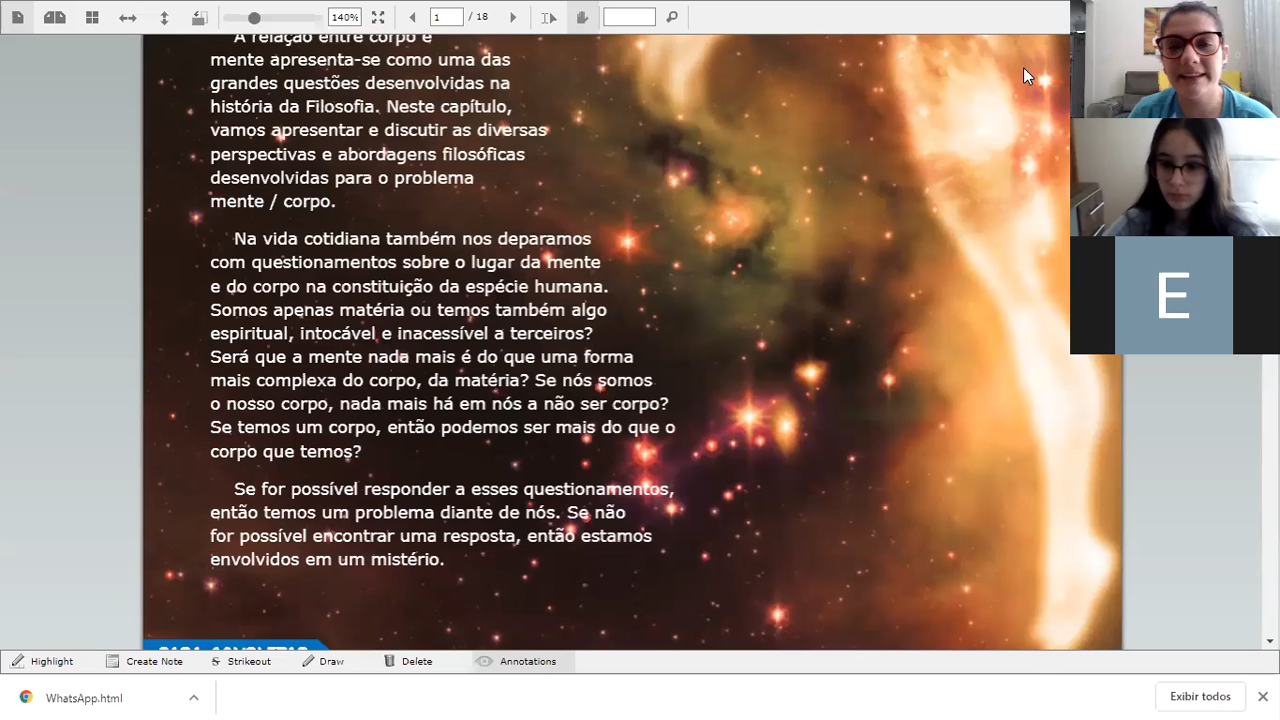 140%
1
/ 18
A relação entre corpo e
mente apresenta-se como uma das
grandes questões desenvolvidas na
história da Filosofia. Neste capítulo,
vamos apresentar e discutir as diversas
perspectivas e abordagens filosóficas
desenvolvidas para o problema
mente / corpo.
Na vida cotidiana também nos deparamos
com questionamentos sobre o lugar da mente
e do corpo na constituição da espécie humana.
Somos apenas matéria ou temos também algo
espiritual, intocável e inacessível a terceiros?
Será que a mente nada mais é do que uma forma
mais complexa do corpo, da matéria? Se nós somos
o nosso corpo, nada mais há em nós a não ser corpo?
Se temos um corpo, então podemos ser mais do que o
corpo que temos?
Se for possível responder a esses questionamentos,
então temos um problema diante de nós. Se não
for possível encontrar uma resposta, então estamos
envolvidos em um mistério.
E
Highlight
Create Note
Strikeout
Draw
Delete
Annotations
WhatsApp.html
Exibir todos